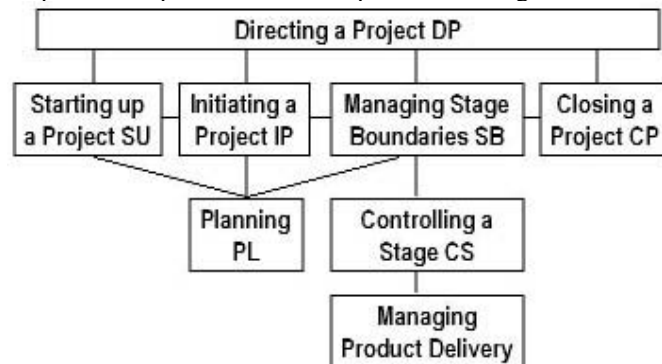 Directing a Project DP
Starting up
a Project SU
Initiating a
Project IP
Managing Stage
Boundaries SB
Closing a
Project CP
Planning
PL
Controlling a
Stage CS
Managing
Product Delivery